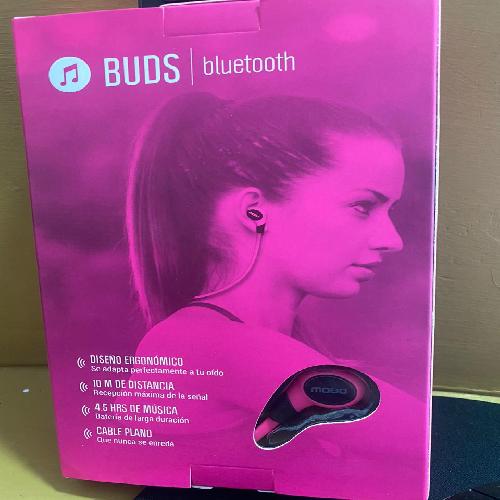 BUDS | bluetooth
mobo
DISEÑO ERGONÓMICO
Se adapta perfectamente a tu oído
10 M DE DISTANCIA
Recepción máxima de la señal
4.5 HRS DE MÚSICA
Batería de larga duración
CABLE PLANO
Que nunca se enreda
mobo